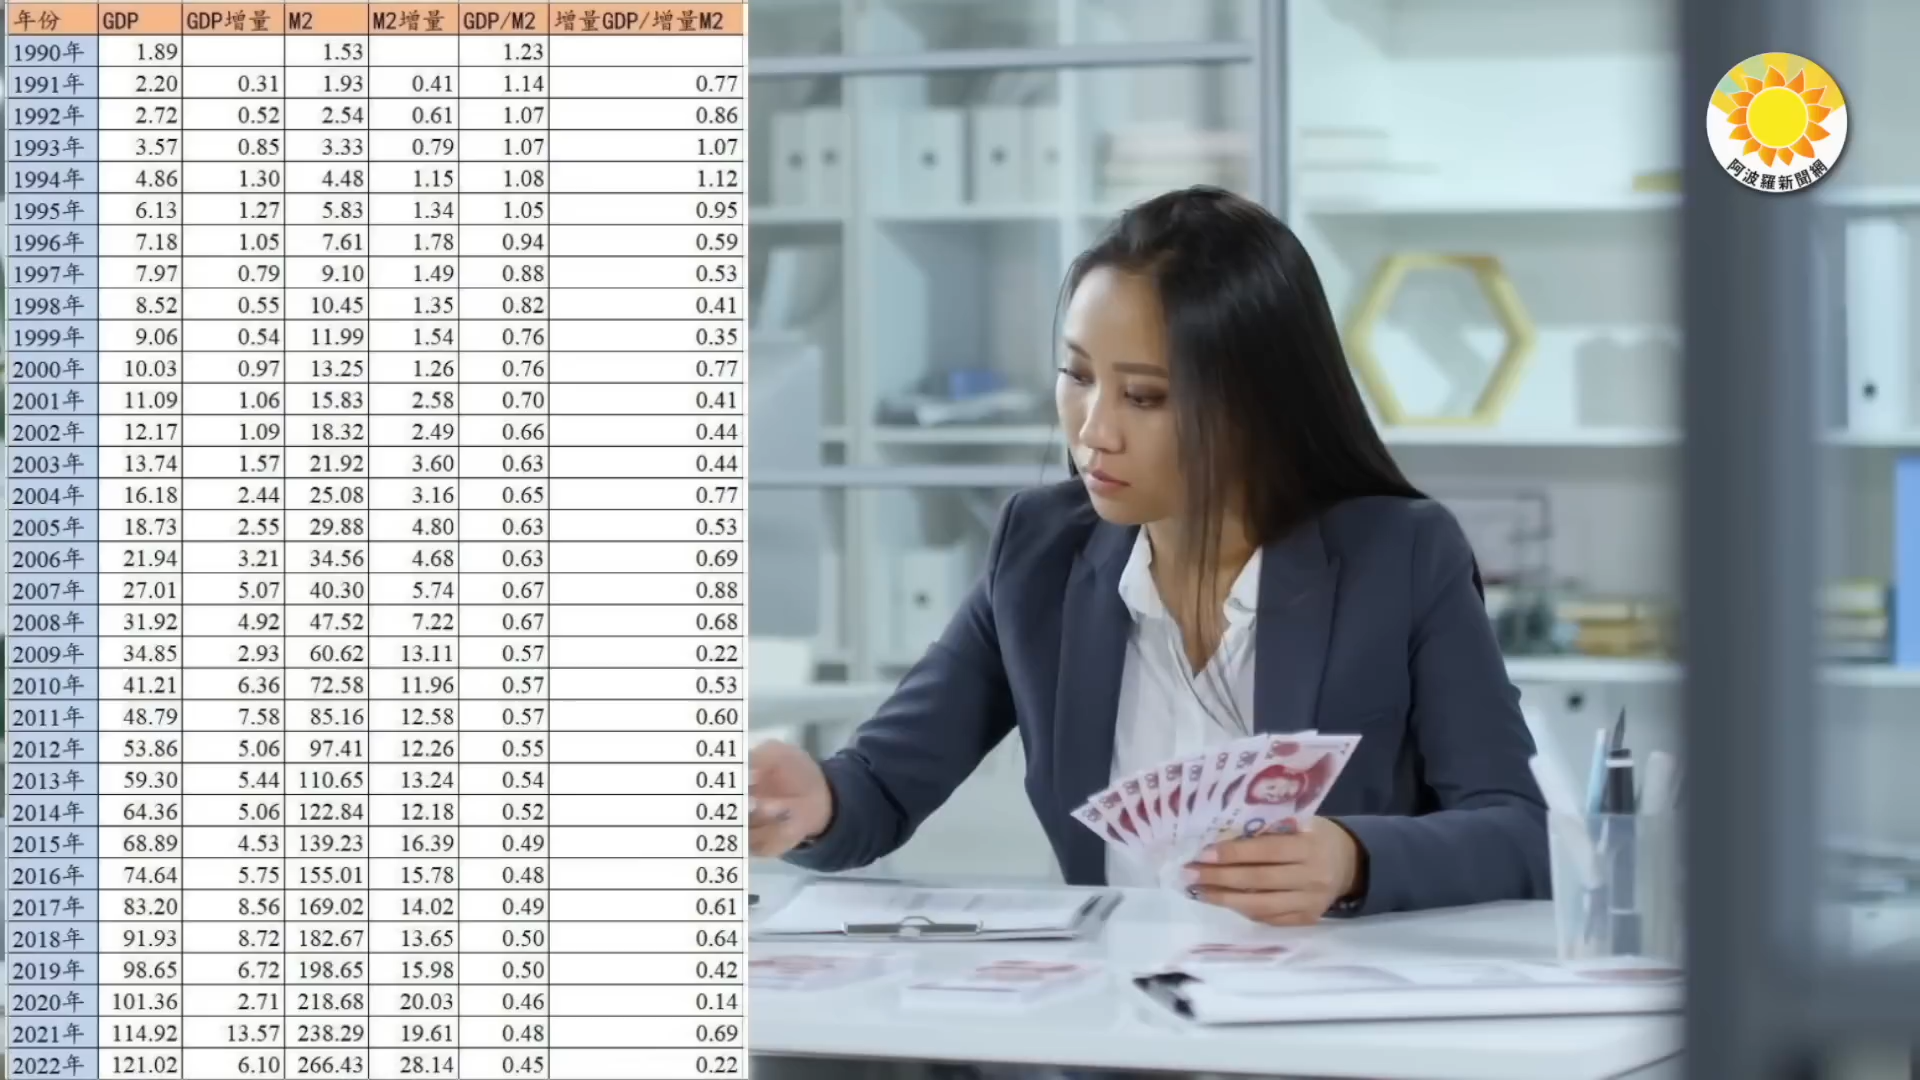 年份 GDP GDP增量 M2 M2增量 GDP/M2 增量GDP/增量M2
1990年 1.89 1.53 1.23
1991年 2.20 0.31 1.93 0.41 1.14 0.77
1992年 2.72 0.52 2.54 0.61 1.07 0.86
1993年 3.57 0.85 3.33 0.79 1.07 1.07
1994年 4.86 1.30 4.48 1.15 1.08 1.12
1995年 6.13 1.27 5.83 1.34 1.05 0.95
1996年 7.18 1.05 7.61 1.78 0.94 0.59
1997年 7.97 0.79 9.10 1.49 0.88 0.53
1998年 8.52 0.55 10.45 1.35 0.82 0.41
1999年 9.06 0.54 11.99 1.54 0.76 0.35
2000年 10.03 0.97 13.25 1.26 0.76 0.77
2001年 11.09 1.06 15.83 2.58 0.70 0.41
2002年 12.17 1.09 18.32 2.49 0.66 0.44
2003年 13.74 1.57 21.92 3.60 0.63 0.44
2004年 16.18 2.44 25.08 3.16 0.65 0.77
2005年 18.73 2.55 29.88 4.80 0.63 0.53
2006年 21.94 3.21 34.56 4.68 0.63 0.69
2007年 27.01 5.07 40.30 5.74 0.67 0.88
2008年 31.92 4.92 47.52 7.22 0.67 0.68
2009年 34.85 2.93 60.62 13.11 0.57 0.22
2010年 41.21 6.36 72.58 11.96 0.57 0.53
2011年 48.79 7.58 85.16 12.58 0.57 0.60
2012年 53.86 5.06 97.41 12.26 0.55 0.41
2013年 59.30 5.44 110.65 13.24 0.54 0.41
2014年 64.36 5.06 122.84 12.18 0.52 0.42
2015年 68.89 4.53 139.23 16.39 0.49 0.28
2016年 74.64 5.75 155.01 15.78 0.48 0.36
2017年 83.20 8.56 169.02 14.02 0.49 0.61
2018年 91.93 8.72 182.67 13.65 0.50 0.64
2019年 98.65 6.72 198.65 15.98 0.50 0.42
2020年 101.36 2.71 218.68 20.03 0.46 0.14
2021年 114.92 13.57 238.29 19.61 0.48 0.69
2022年 121.02 6.10 266.43 28.14 0.45 0.22
阿波羅新聞網